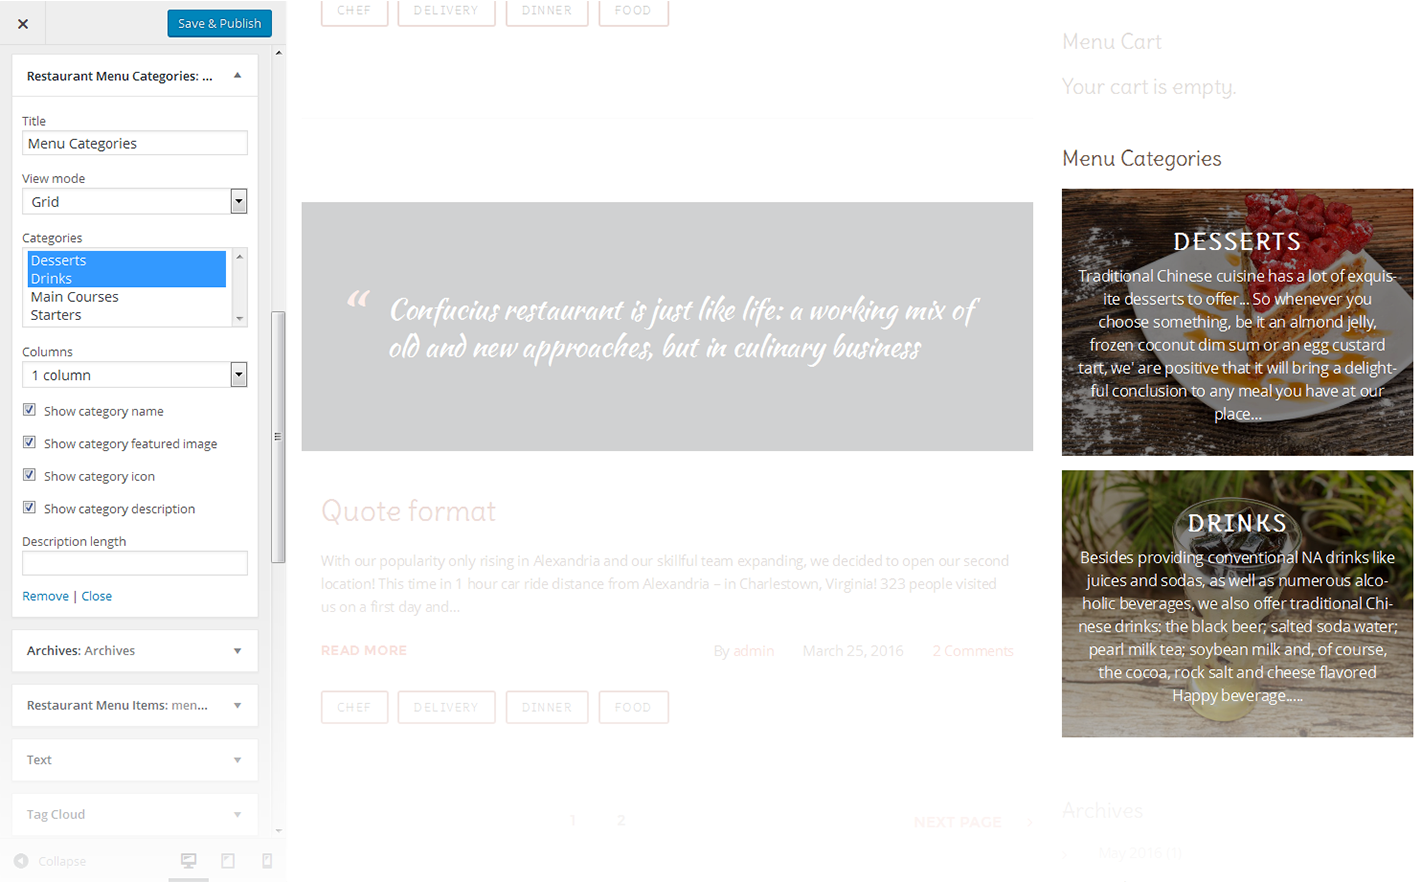 Save & Publish
Restaurant Menu Categories: ...
Title
Menu Categories
View mode
Grid
Categories
Desserts
Drinks
Main Courses
Starters
Columns
1 column
Show category name
Show category featured image
Show category icon
Show category description
Description length
Remove | Close
Archives: Archives
Restaurant Menu Items: men...
Text
Tag Cloud
Collapse
CHEF DELIVERY DINNER FOOD
“ Confucius restaurant is just like life: a working mix of
old and new approaches, but in culinary business
Quote format
With our popularity only rising in Alexandria and our skillful team expanding, we decided to open our second
location! This time in 1 hour car ride distance from Alexandria – in Charlestown, Virginia! 323 people visited
us on a first day and...
READ MORE By admin March 25, 2016 2 Comments
CHEF DELIVERY DINNER FOOD
1 2 NEXT PAGE ›
Menu Cart
Your cart is empty.
Menu Categories
DESSERTS
Traditional Chinese cuisine has a lot of exquis-
ite desserts to offer... So whenever you
choose something, be it an almond jelly,
frozen coconut dim sum or an egg custard
tart, we' are positive that it will bring a delight-
ful conclusion to any meal you have at our
place...
DRINKS
Besides providing conventional NA drinks like
juices and sodas, as well as numerous alco-
holic beverages, we also offer traditional Chi-
nese drinks: the black beer; salted soda water;
pearl milk tea; soybean milk and, of course,
the cocoa, rock salt and cheese flavored
Happy beverage.....
Archives
May 2016 (1)